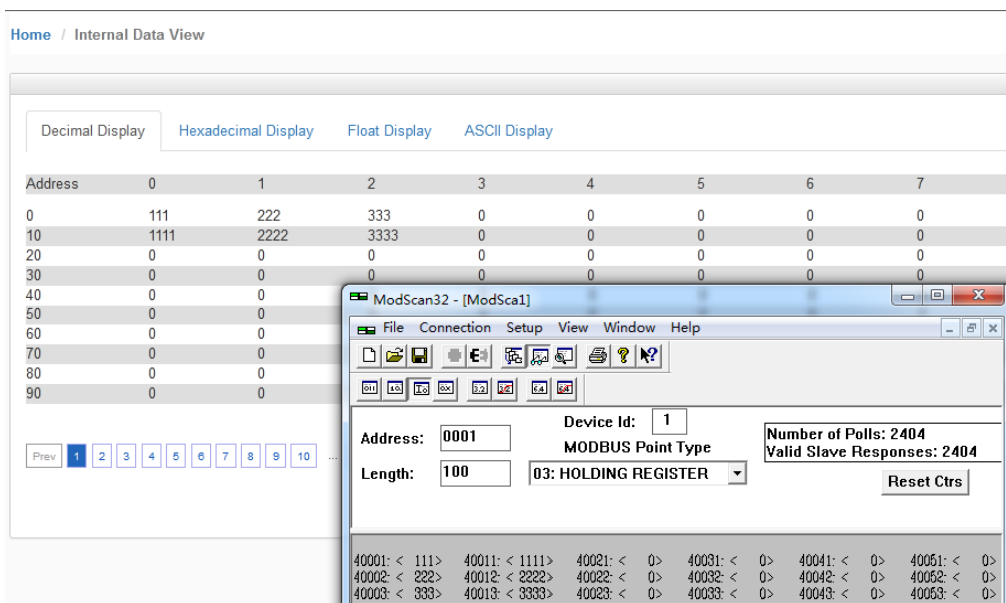 Home / Internal Data View
Decimal Display Hexadecimal Display Float Display ASCII Display
Address 0 1 2 3 4 5 6 7
0 111 222 333 0 0 0 0 0
10 1111 2222 3333 0 0 0 0 0
20 0 0 0 0 0 0 0 0
30 0 0 0 0 0 0 0 0
40 0 0
50 0 0
60 0 0
70 0 0
80 0 0
90 0 0
Prev 1 2 3 4 5 6 7 8 9 10 ...
ModScan32 - [ModSca1]
File Connection Setup View Window Help
Address: 0001
Device Id: 1
MODBUS Point Type
Length: 100
03: HOLDING REGISTER
Number of Polls: 2404
Valid Slave Responses: 2404
Reset Ctrs
40001: < 111> 40011: < 1111> 40021: < 0> 40031: < 0> 40041: < 0> 40051: < 0>
40002: < 222> 40012: < 2222> 40022: < 0> 40032: < 0> 40042: < 0> 40052: < 0>
40003: < 333> 40013: < 3333> 40023: < 0> 40033: < 0> 40043: < 0> 40053: < 0>